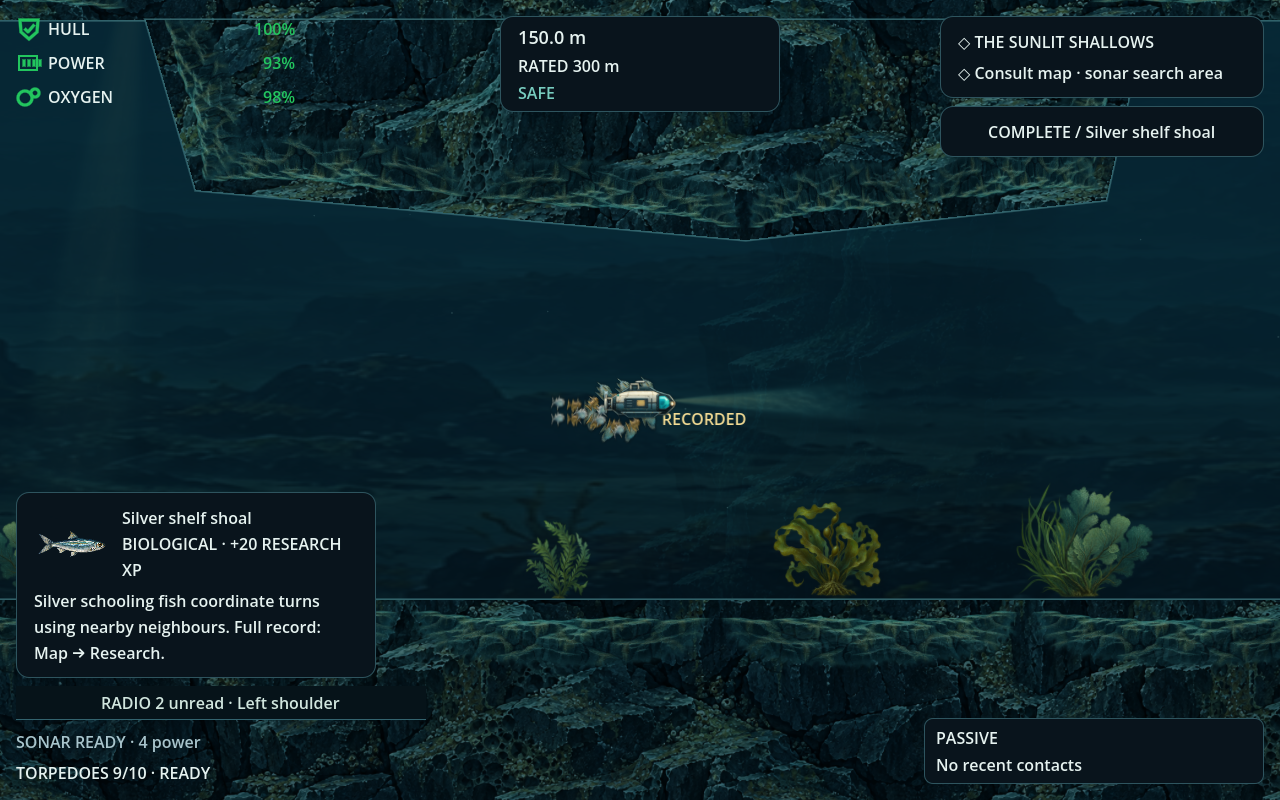 HULL 100%
POWER 93%
OXYGEN 98%
150.0 m
RATED 300 m
SAFE
◇ THE SUNLIT SHALLOWS
◇ Consult map · sonar search area
COMPLETE / Silver shelf shoal
RECORDED
Silver shelf shoal
BIOLOGICAL · +20 RESEARCH
XP
Silver schooling fish coordinate turns
using nearby neighbours. Full record:
Map → Research.
RADIO 2 unread · Left shoulder
SONAR READY · 4 power
TORPEDOES 9/10 · READY
PASSIVE
No recent contacts